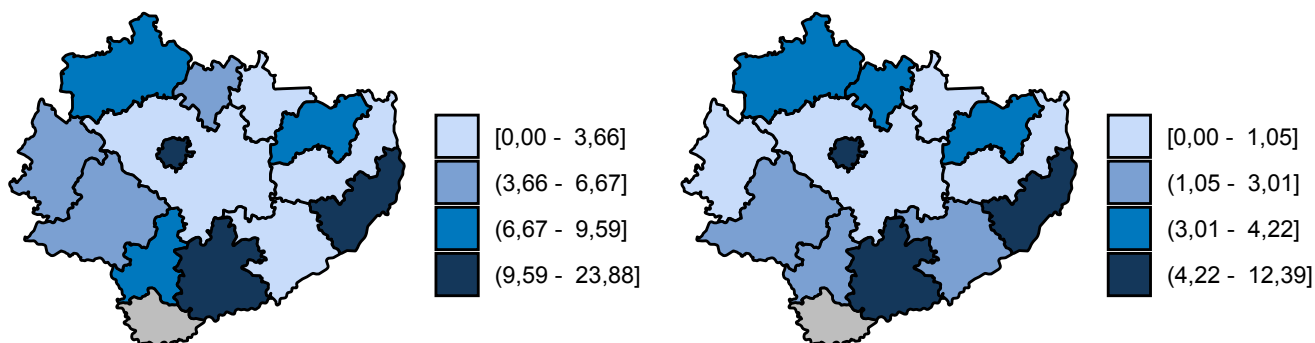 [0,00 - 3,66]
(3,66 - 6,67]
(6,67 - 9,59]
(9,59 - 23,88]
[0,00 - 1,05]
(1,05 - 3,01]
(3,01 - 4,22]
(4,22 - 12,39]